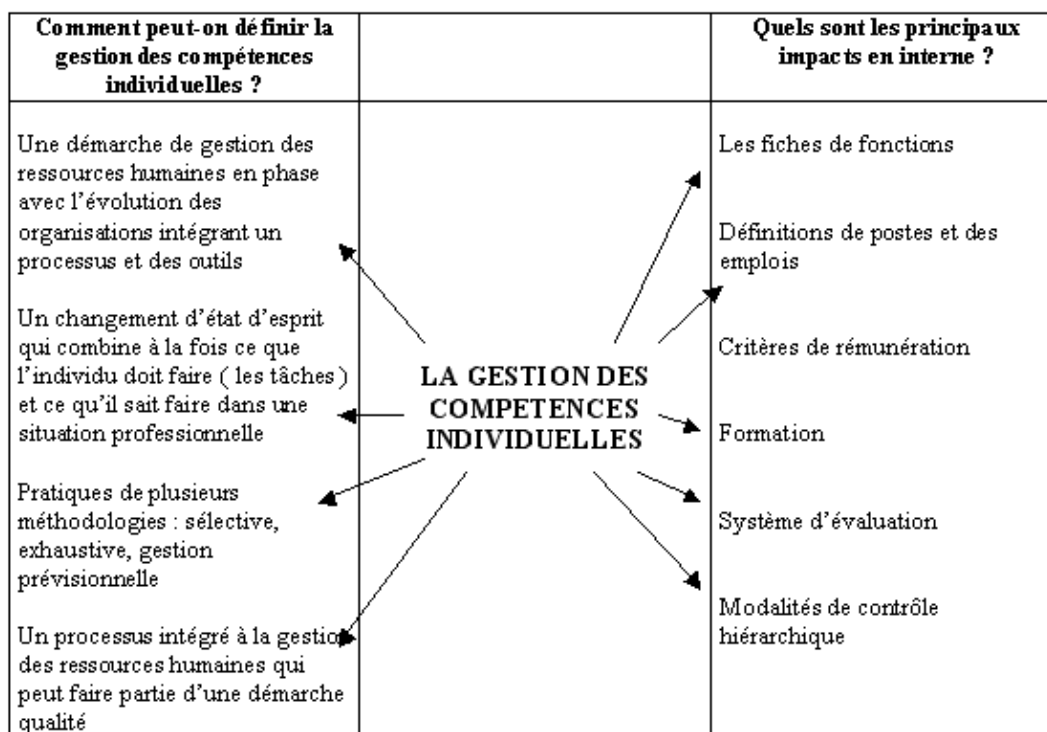 Comment peut-on définir la
gestion des compétences
individuelles ?
Quels sont les principaux
impacts en interne ?
Une démarche de gestion des
ressources humaines en phase
avec l’évolution des
organisations intégrant un
processus et des outils
Un changement d’état d’esprit
qui combine à la fois ce que
l’individu doit faire ( les tâches )
et ce qu’il sait faire dans une
situation professionnelle
Pratiques de plusieurs
méthodologies : sélective,
exhaustive, gestion
prévisionnelle
Un processus intégré à la gestion
des ressources humaines qui
peut faire partie d’une démarche
qualité
LA GESTION DES
COMPETENCES
INDIVIDUELLES
Les fiches de fonctions
Définitions de postes et des
emplois
Critères de rémunération
Formation
Système d’évaluation
Modalités de contrôle
hiérarchique